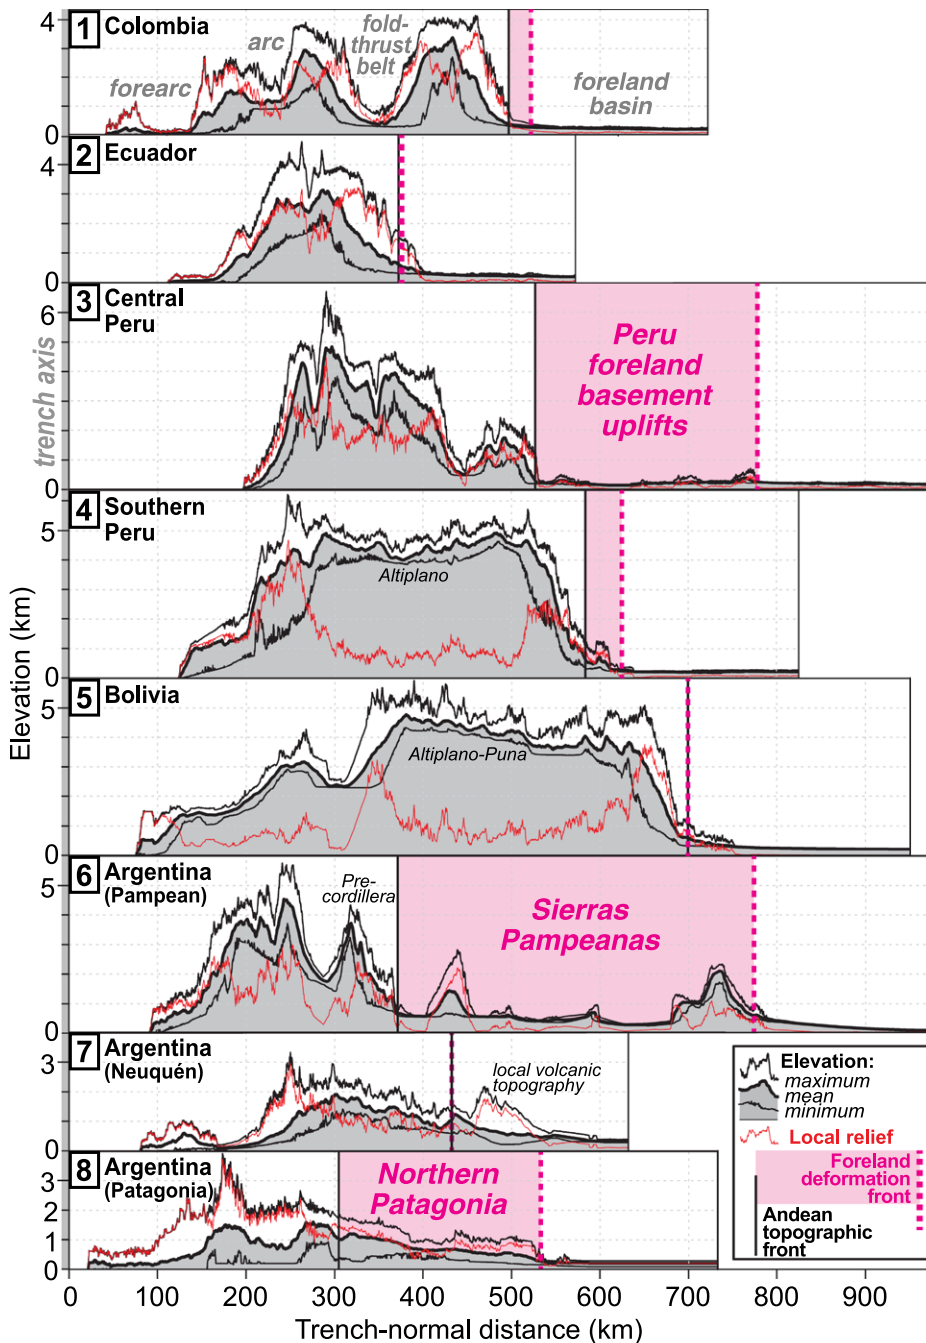 4
1 Colombia
arc
fold-
thrust
belt
2
forearc
foreland
basin
0
2 Ecuador
4
2
0
3 Central
Peru
6
Peru
foreland
basement
uplifts
4
trench axis
2
0
4 Southern
Peru
5
Altiplano
0
5 Bolivia
5
Altiplano-Puna
0
6 Argentina
(Pampean)
Pre-
cordillera
5
Sierras
Pampeanas
0
7 Argentina
(Neuquén)
3
local volcanic
topography
0
8 Argentina
(Patagonia)
3
Northern
Patagonia
2
1
0
Elevation (km)
Elevation:
maximum
mean
minimum
Local relief
Foreland
deformation
front
Andean
topographic
front
0 100 200 300 400 500 600 700 800 900
Trench-normal distance (km)